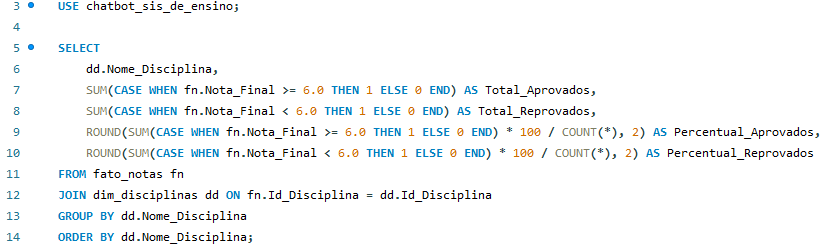 3 USE chatbot_sis_de_ensino;
4
5 SELECT
6 dd.Nome_Disciplina,
7 SUM(CASE WHEN fn.Nota_Final >= 6.0 THEN 1 ELSE 0 END) AS Total_Aprovados,
8 SUM(CASE WHEN fn.Nota_Final < 6.0 THEN 1 ELSE 0 END) AS Total_Reprovados,
9 ROUND(SUM(CASE WHEN fn.Nota_Final >= 6.0 THEN 1 ELSE 0 END) * 100 / COUNT(*), 2) AS Percentual_Aprovados,
10 ROUND(SUM(CASE WHEN fn.Nota_Final < 6.0 THEN 1 ELSE 0 END) * 100 / COUNT(*), 2) AS Percentual_Reprovados
11 FROM fato_notas fn
12 JOIN dim_disciplinas dd ON fn.Id_Disciplina = dd.Id_Disciplina
13 GROUP BY dd.Nome_Disciplina
14 ORDER BY dd.Nome_Disciplina;